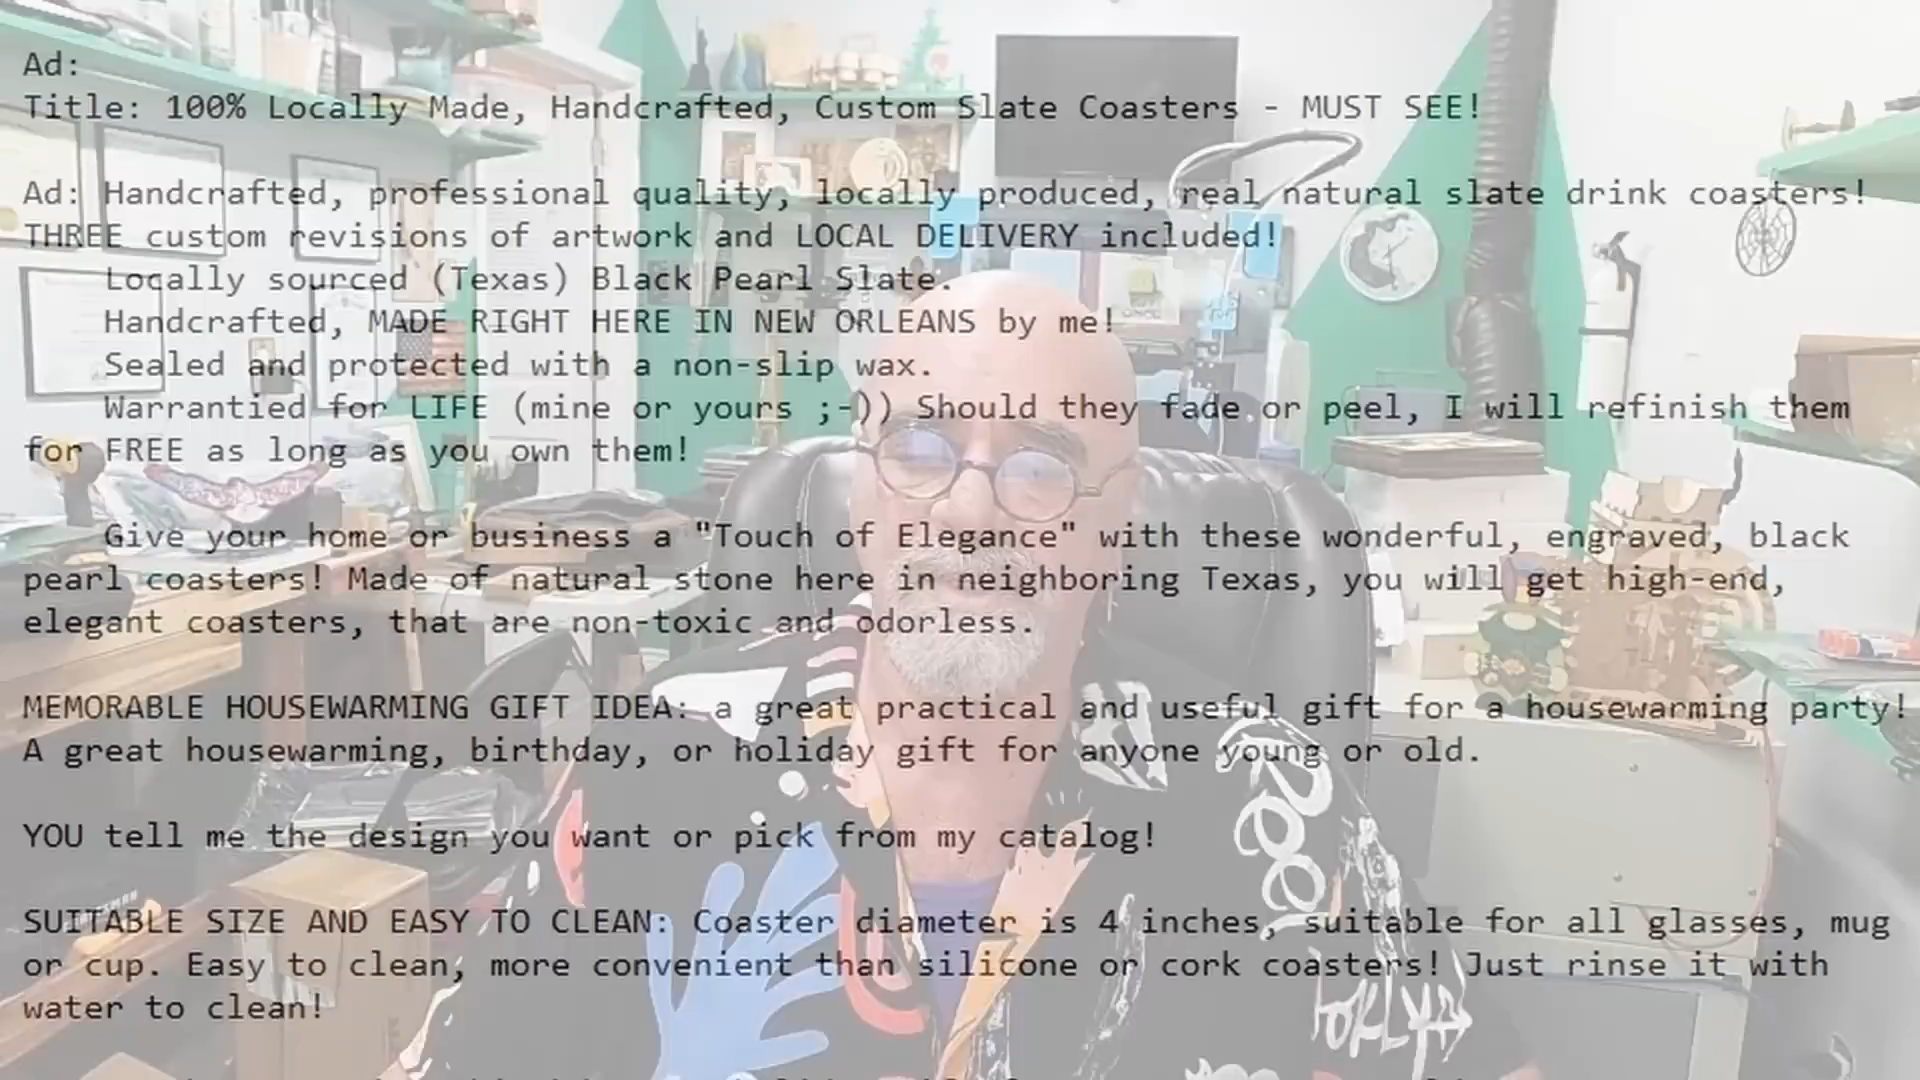 Ad:
Title: 100% Locally Made, Handcrafted, Custom Slate Coasters - MUST SEE!
Ad: Handcrafted, professional quality, locally produced, real natural slate drink coasters!
THREE custom revisions of artwork and LOCAL DELIVERY included!
Locally sourced (Texas) Black Pearl Slate.
Handcrafted, MADE RIGHT HERE IN NEW ORLEANS by me!
Sealed and protected with a non-slip wax.
Warrantied for LIFE (mine or yours ;-)) Should they fade or peel, I will refinish them
for FREE as long as you own them!
Give your home or business a "Touch of Elegance" with these wonderful, engraved, black
pearl coasters! Made of natural stone here in neighboring Texas, you will get high-end,
elegant coasters, that are non-toxic and odorless.
MEMORABLE HOUSEWARMING GIFT IDEA: a great practical and useful gift for a housewarming party!
A great housewarming, birthday, or holiday gift for anyone young or old.
YOU tell me the design you want or pick from my catalog!
SUITABLE SIZE AND EASY TO CLEAN: Coaster diameter is 4 inches, suitable for all glasses, mug
or cup. Easy to clean, more convenient than silicone or cork coasters! Just rinse it with
water to clean!